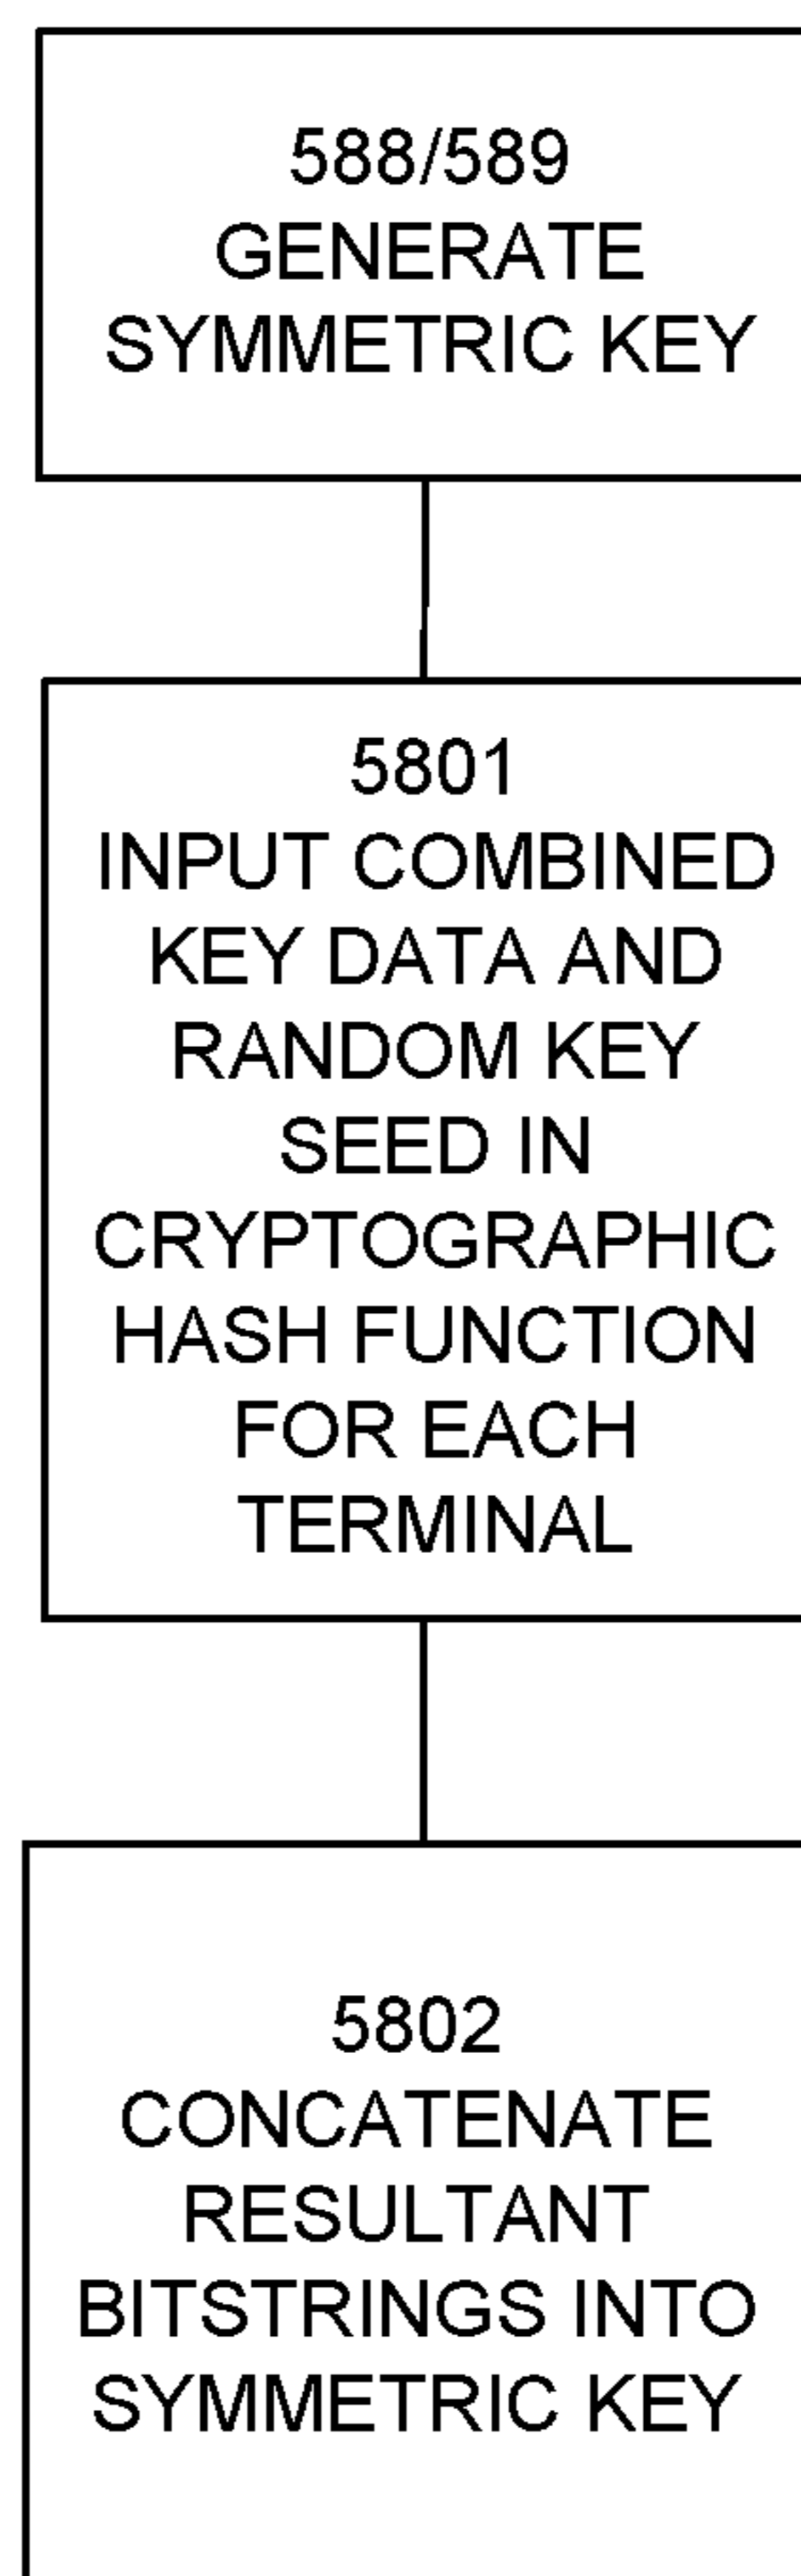 588/589
GENERATE
SYMMETRIC KEY
5801
INPUT COMBINED
KEY DATA AND
RANDOM KEY
SEED IN
CRYPTOGRAPHIC
HASH FUNCTION
FOR EACH
TERMINAL
5802
CONCATENATE
RESULTANT
BITSTRINGS INTO
SYMMETRIC KEY